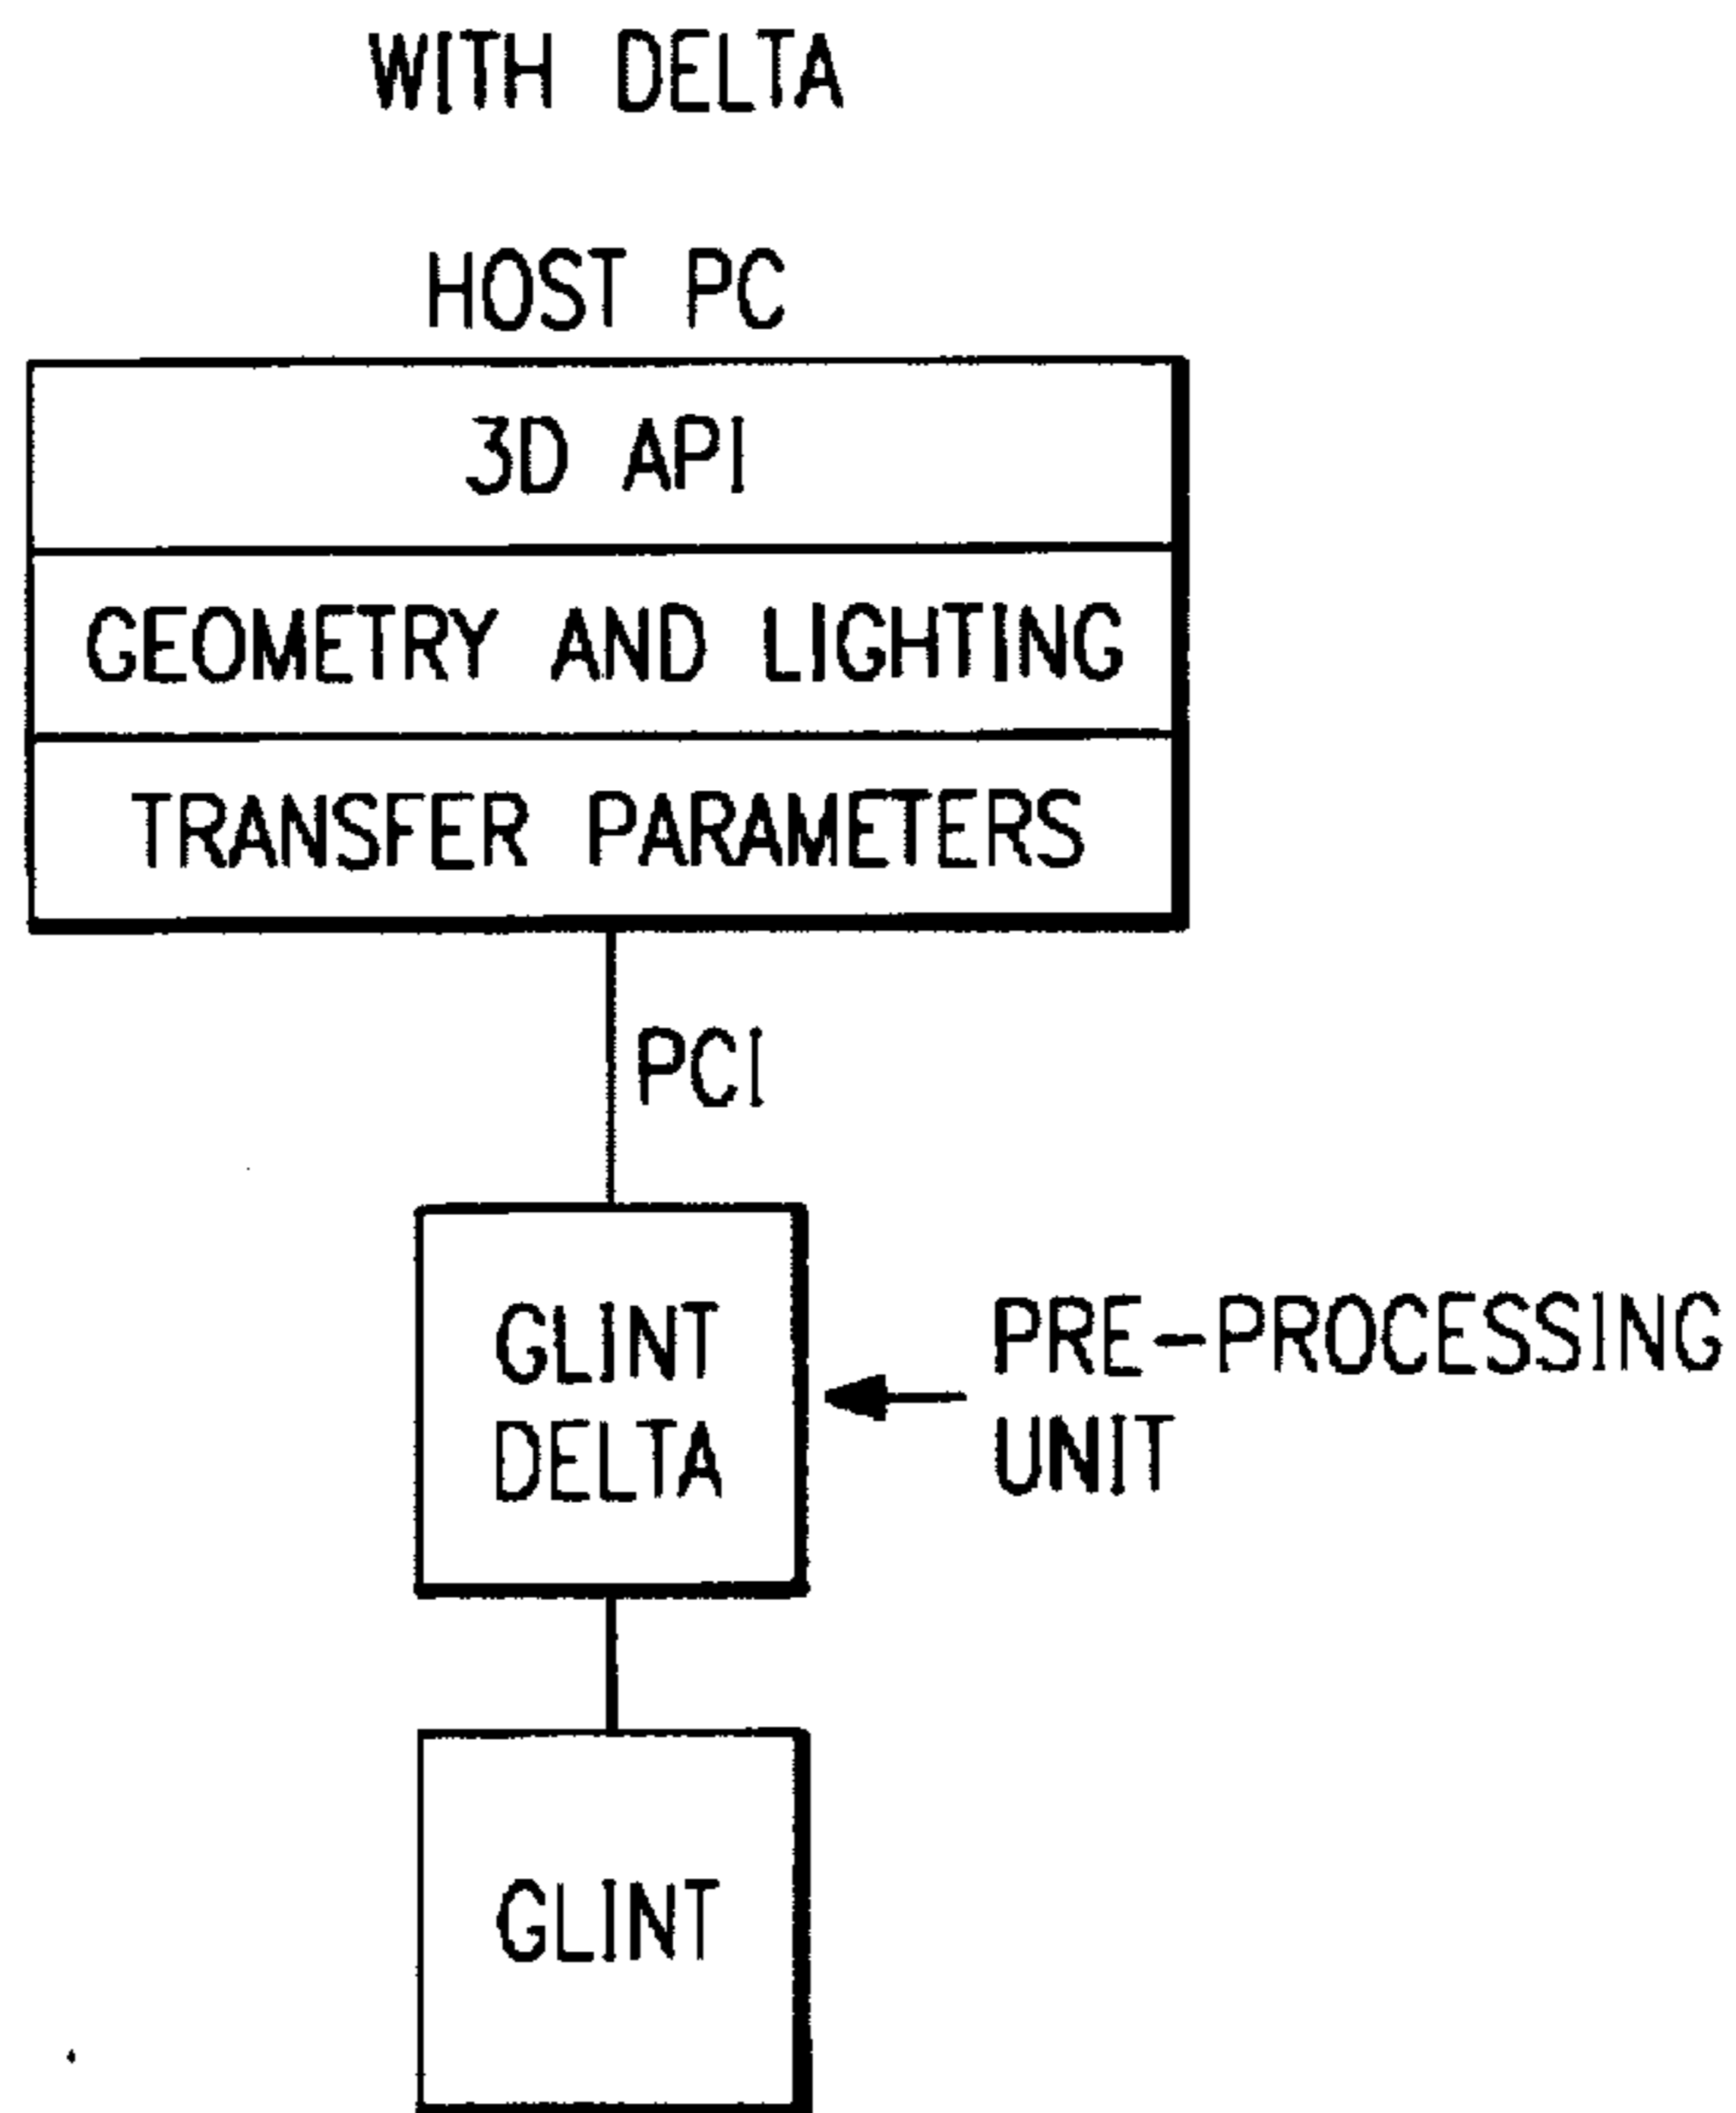 WITH DELTA
HOST PC
3D API
GEOMETRY AND LIGHTING
TRANSFER PARAMETERS
PCI
GLINT
DELTA
PRE-PROCESSING
UNIT
GLINT